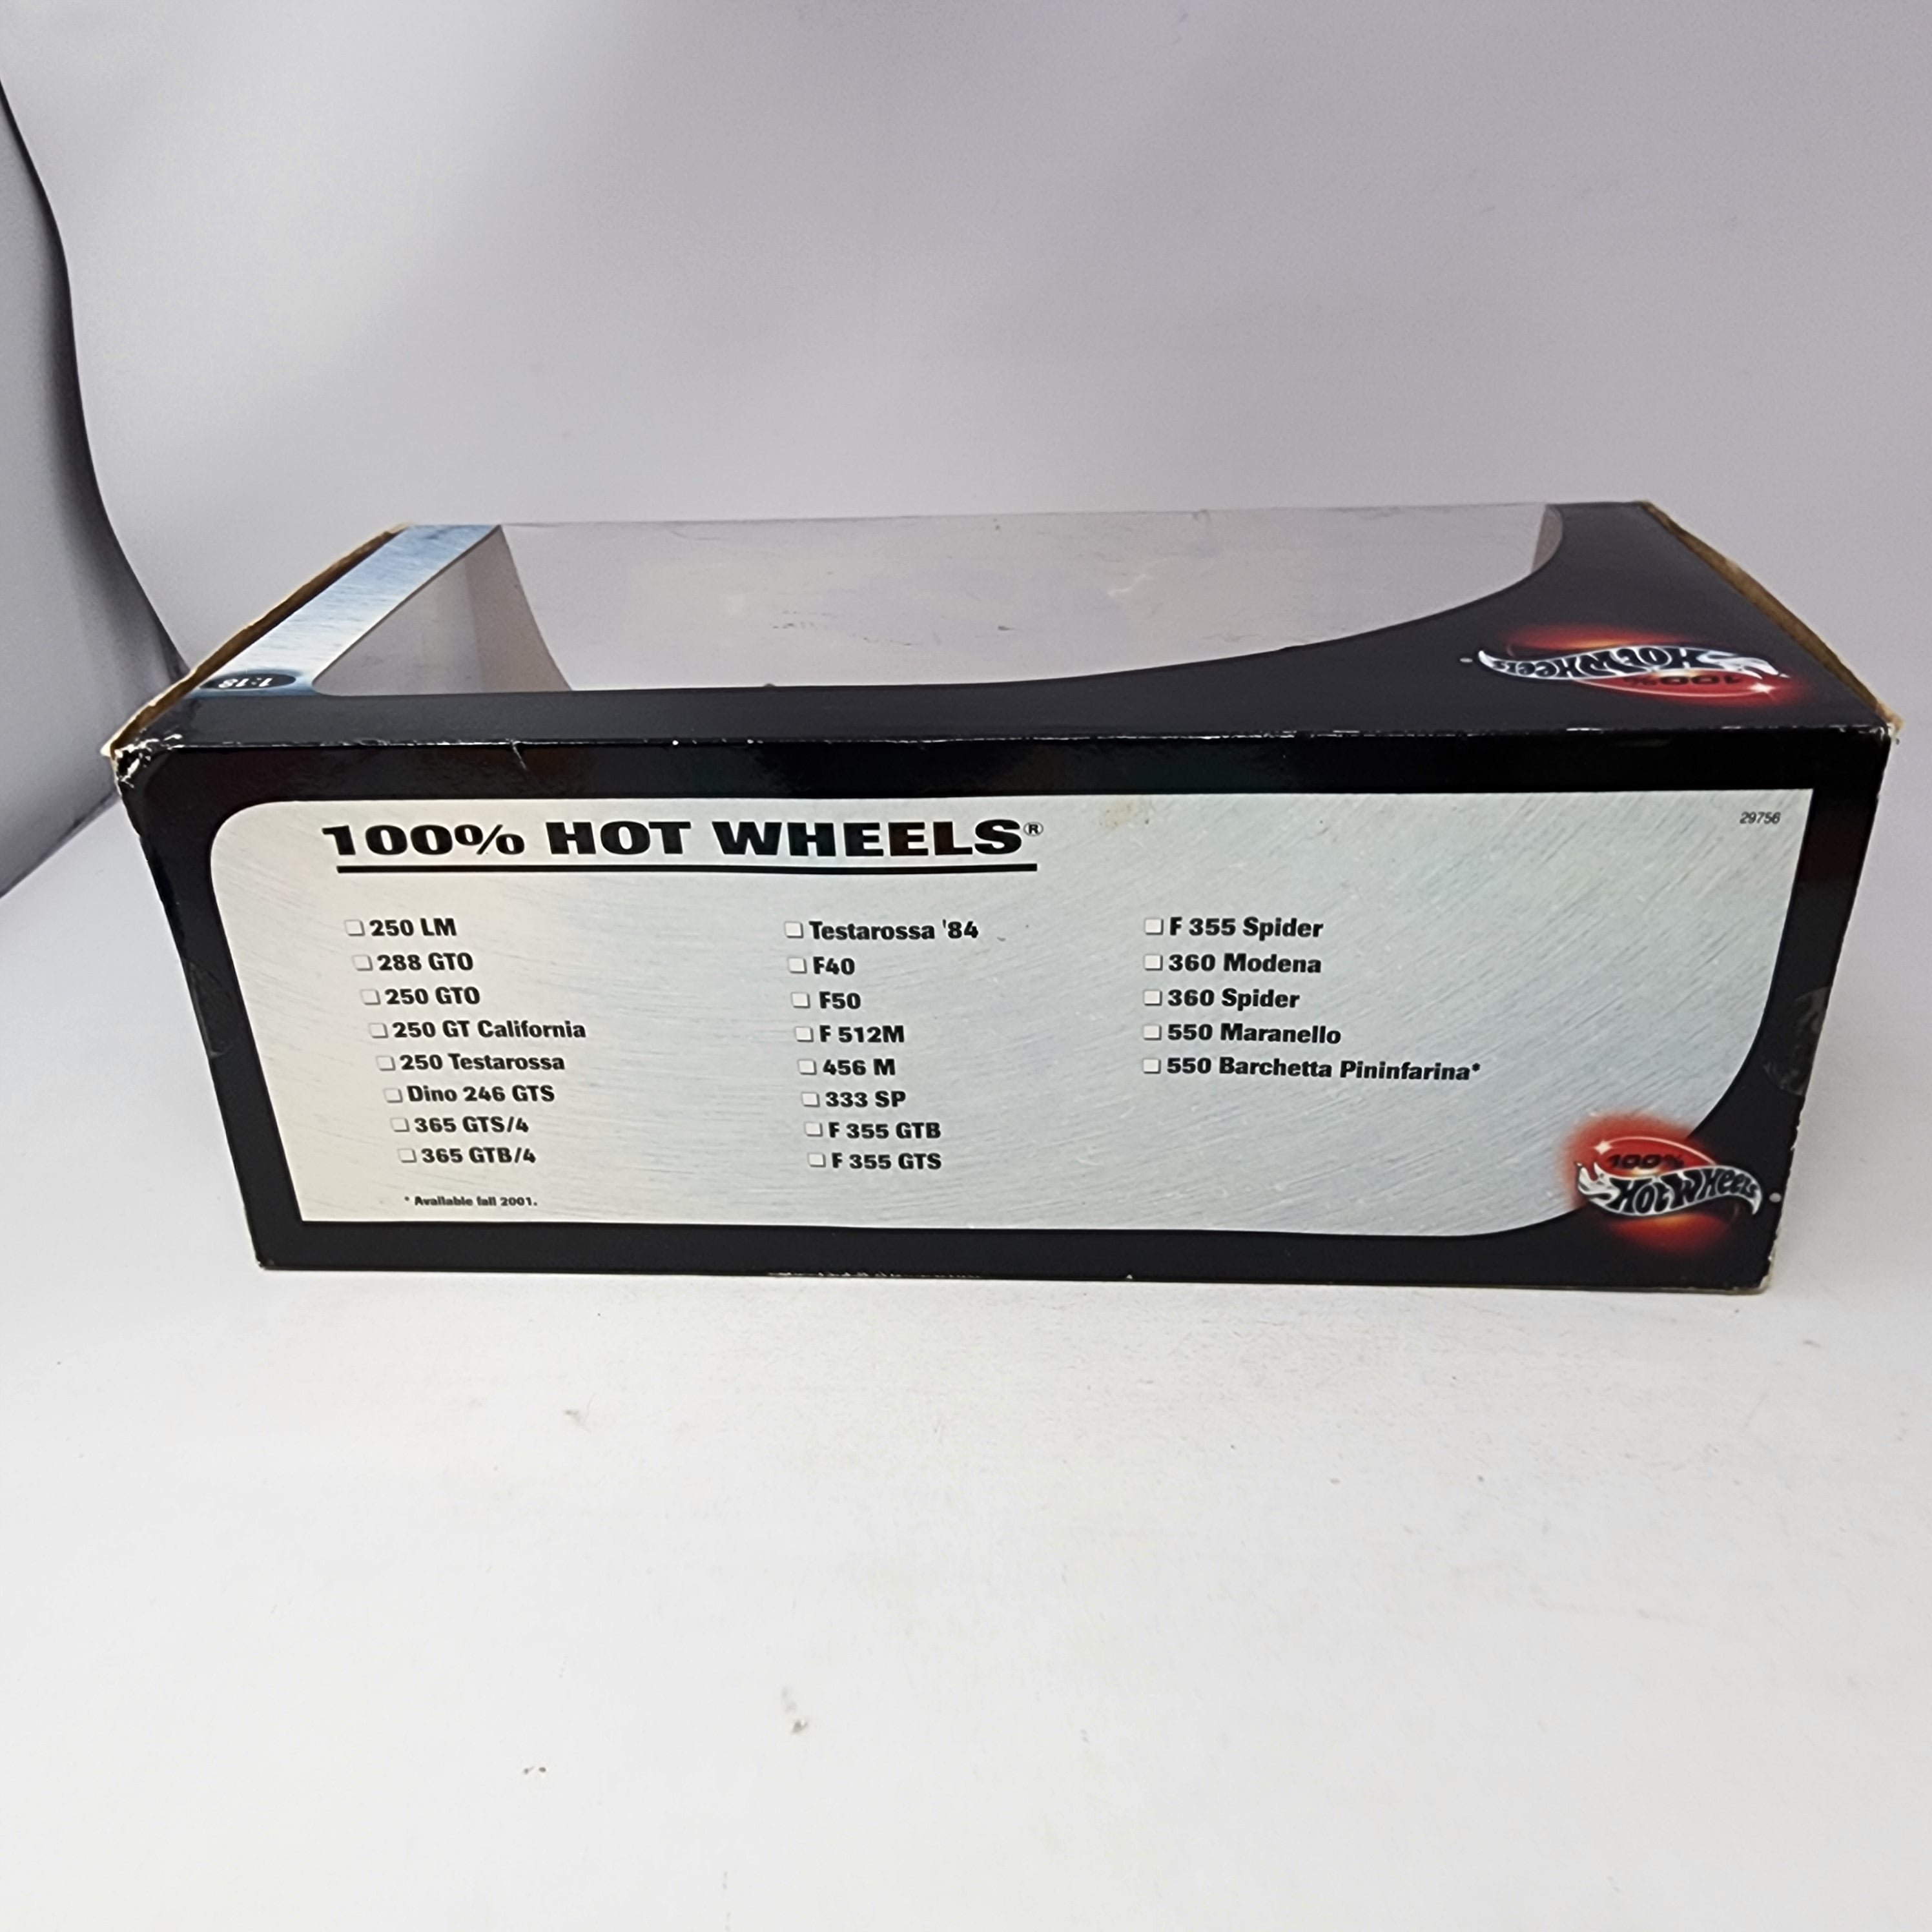 1:18
100%
Hot Wheels
100% HOT WHEELS®
29756
250 LM
288 GTO
250 GTO
250 GT California
250 Testarossa
Dino 246 GTS
365 GTS/4
365 GTB/4
* Available fall 2001.
Testarossa '84
F40
F50
F 512M
456 M
333 SP
F 355 GTB
F 355 GTS
F 355 Spider
360 Modena
360 Spider
550 Maranello
550 Barchetta Pininfarina*
100%
Hot Wheels